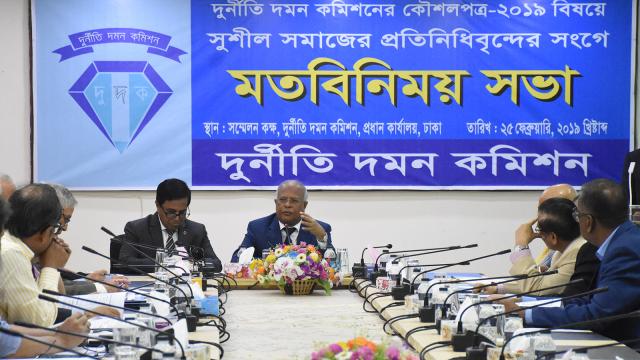 দুর্নীতি দমন কমিশনের কৌশলপত্র-২০১৯ বিষয়ে
সুশীল সমাজের প্রতিনিধিবৃন্দের সংগে
মতবিনিময় সভা
স্থান : সম্মেলন কক্ষ, দুর্নীতি দমন কমিশন, প্রধান কার্যালয়, ঢাকা
তারিখ : ২৫ ফেব্রুয়ারি, ২০১৯ খ্রিষ্টাব্দ
দুর্নীতি দমন কমিশন
দুর্নীতি দমন কমিশন
দু দ ক